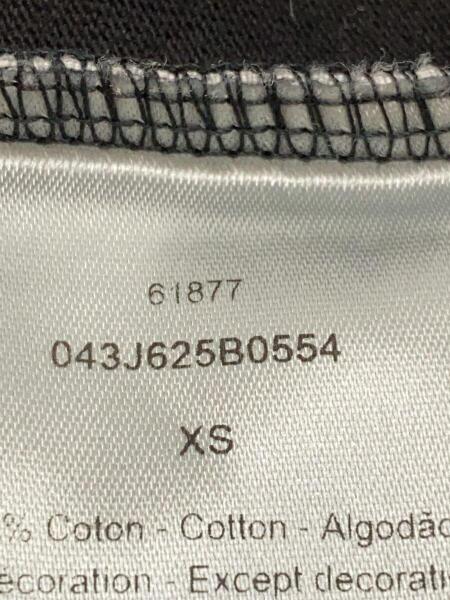 61877
043J625B0554
XS
% Coton - Cotton - Algodão
écoration - Except decorati